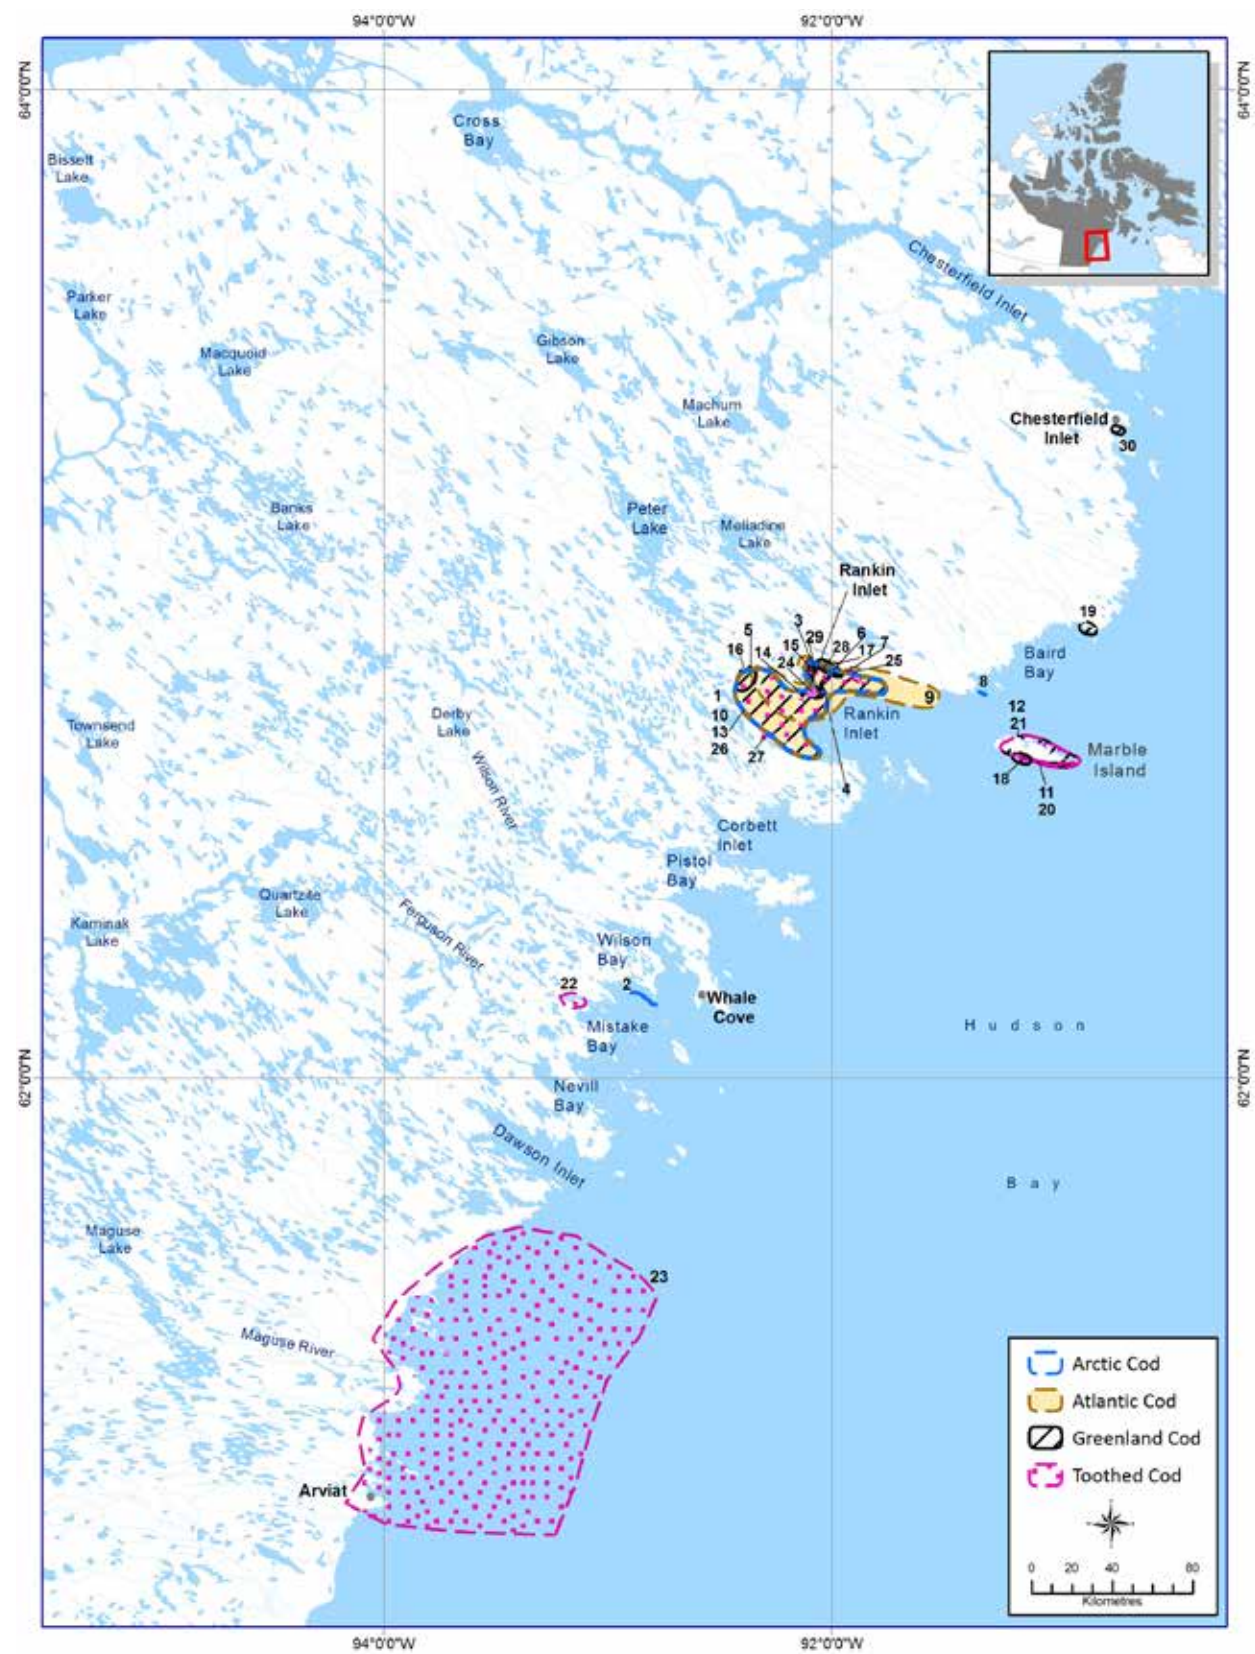 94°0'0"W
92°0'0"W
64°0'0"N
64°0'0"N
Cross
Bay
Bissett
Lake
Chesterfield Inlet
Parker
Lake
Macquoid
Lake
Gibson
Lake
Machum
Lake
Chesterfield
Inlet
30
Banks
Lake
Peter
Lake
Meliadine
Lake
Rankin
Inlet
19
Baird
Bay
3
29
6
5
15
28
7
16
14
17
24
25
8
1
9
10
13
26
27
Rankin
Inlet
4
12
21
18
11
20
Marble
Island
Townsend
Lake
Derby
Lake
Wilson River
Corbett
Inlet
Pistol
Bay
Quartzite
Lake
Kaminak
Lake
Ferguson River
Wilson
Bay
22
2
Whale
Cove
Mistake
Bay
Hudson
62°0'0"N
62°0'0"N
Nevill
Bay
Dawson Inlet
Bay
Maguse
Lake
23
Maguse River
Arviat
Arctic Cod
Atlantic Cod
Greenland Cod
Toothed Cod
0 20 40 80
Kilometres
94°0'0"W
92°0'0"W